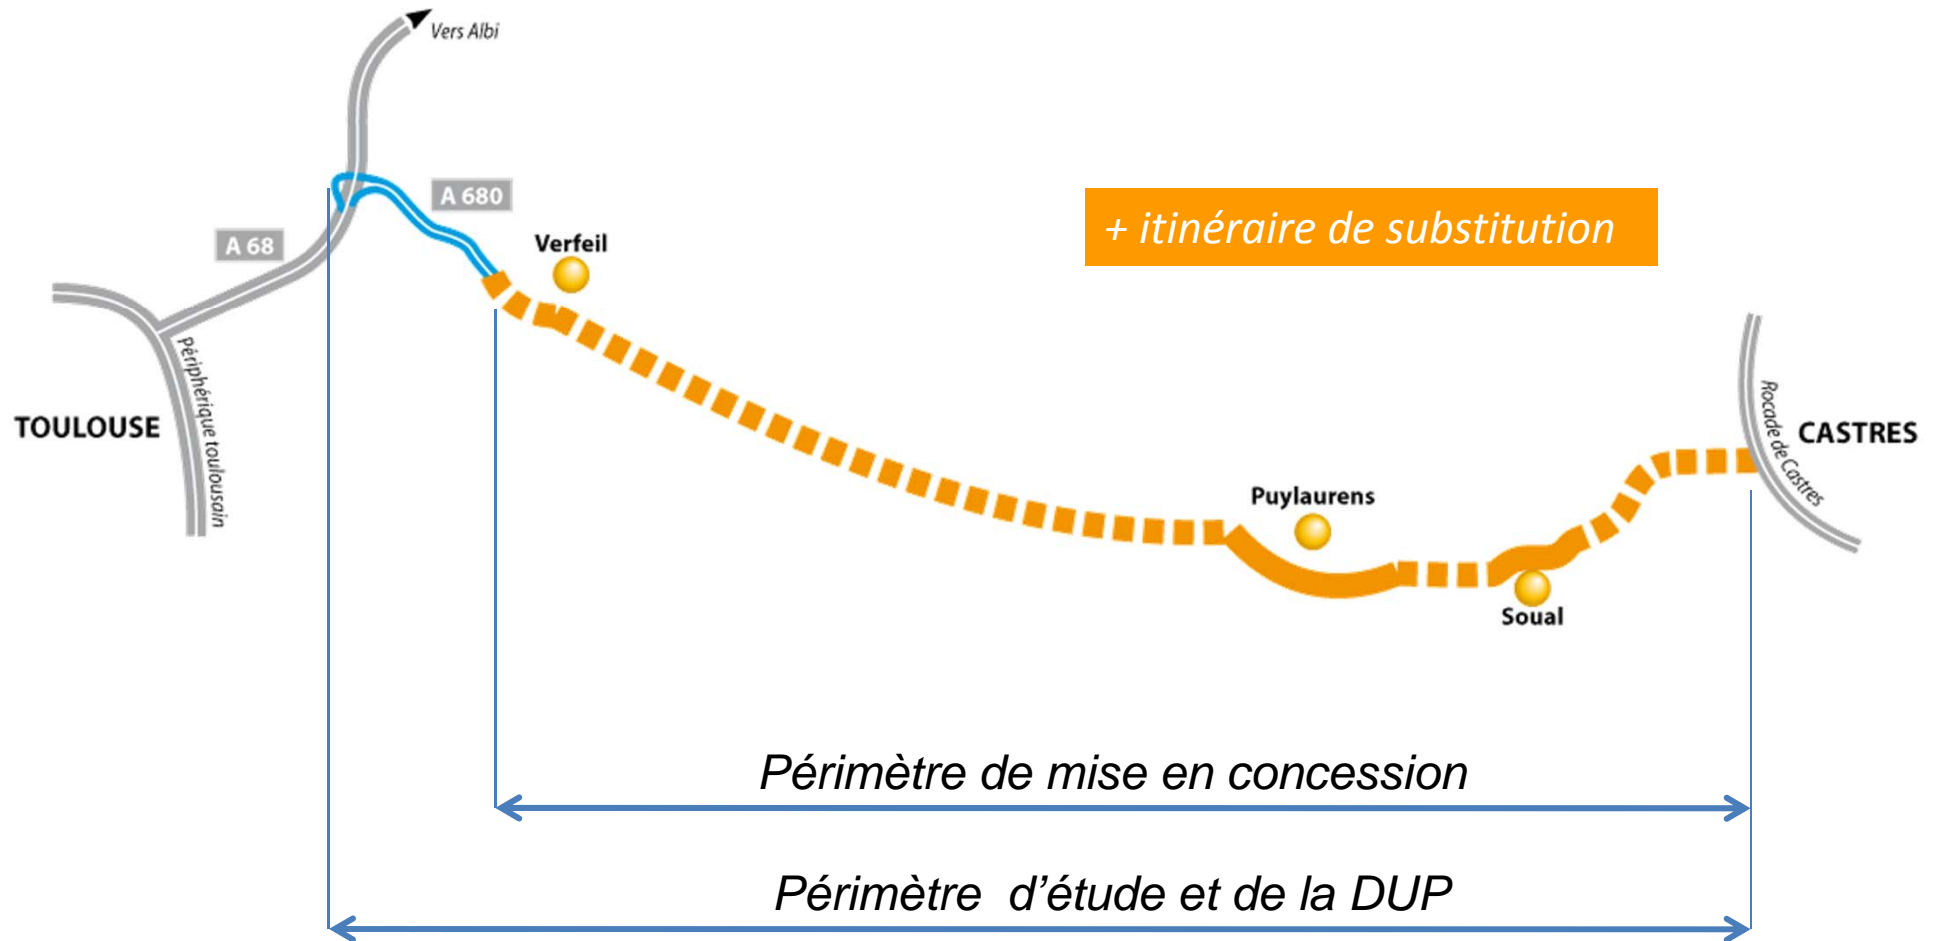 Vers Albi
A 680
A 68
Verfeil
+ itinéraire de substitution
Périphérique toulousain
TOULOUSE
Rocade de Castres
CASTRES
Puylaurens
Soual
Périmètre de mise en concession
Périmètre d’étude et de la DUP